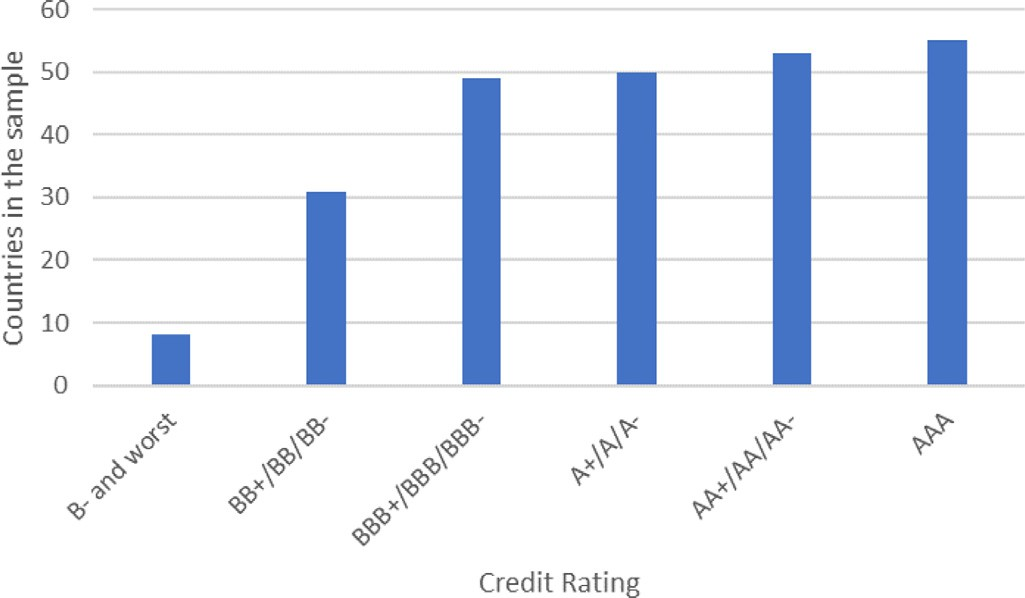 60
50
40
30
20
10
0
Countries in the sample
B- and worst
BB+/BB/BB-
BBB+/BBB/BBB-
A+/A/A-
AA+/AA/AA-
AAA
Credit Rating